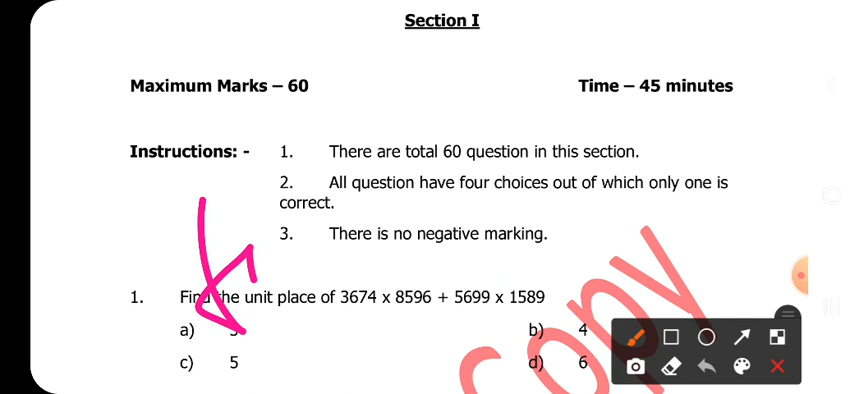 Section I
Maximum Marks – 60 Time – 45 minutes
Instructions: - 1. There are total 60 question in this section.
2. All question have four choices out of which only one is
correct.
3. There is no negative marking.
1. Find the unit place of 3674 x 8596 + 5699 x 1589
a) b) 4
c) 5 d) 6
Copy